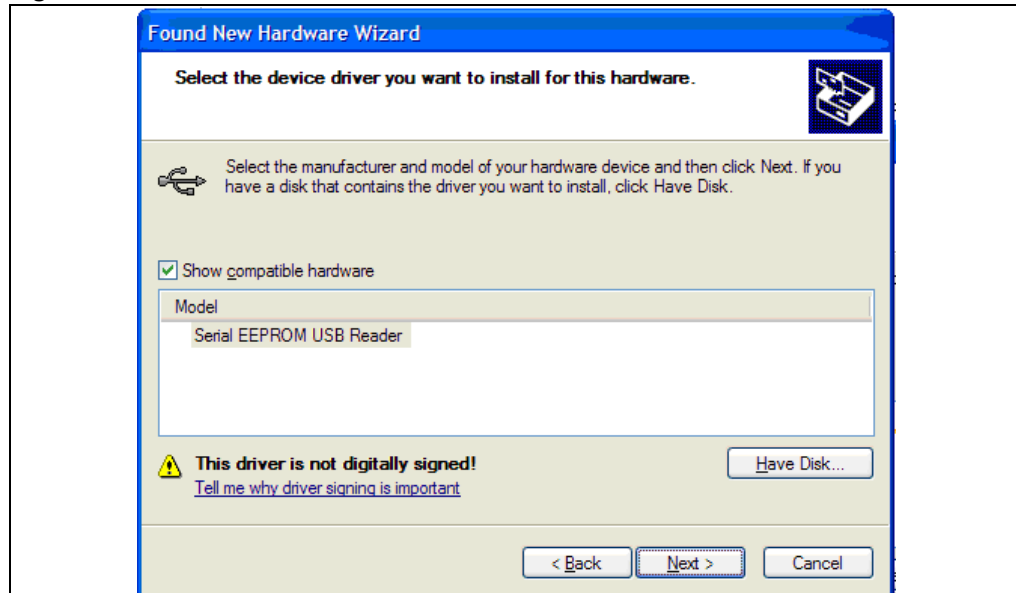 Found New Hardware Wizard
Select the device driver you want to install for this hardware.
Select the manufacturer and model of your hardware device and then click Next. If you
have a disk that contains the driver you want to install, click Have Disk.
Show compatible hardware
Model
Serial EEPROM USB Reader
This driver is not digitally signed!
Have Disk...
Tell me why driver signing is important
< Back
Next >
Cancel